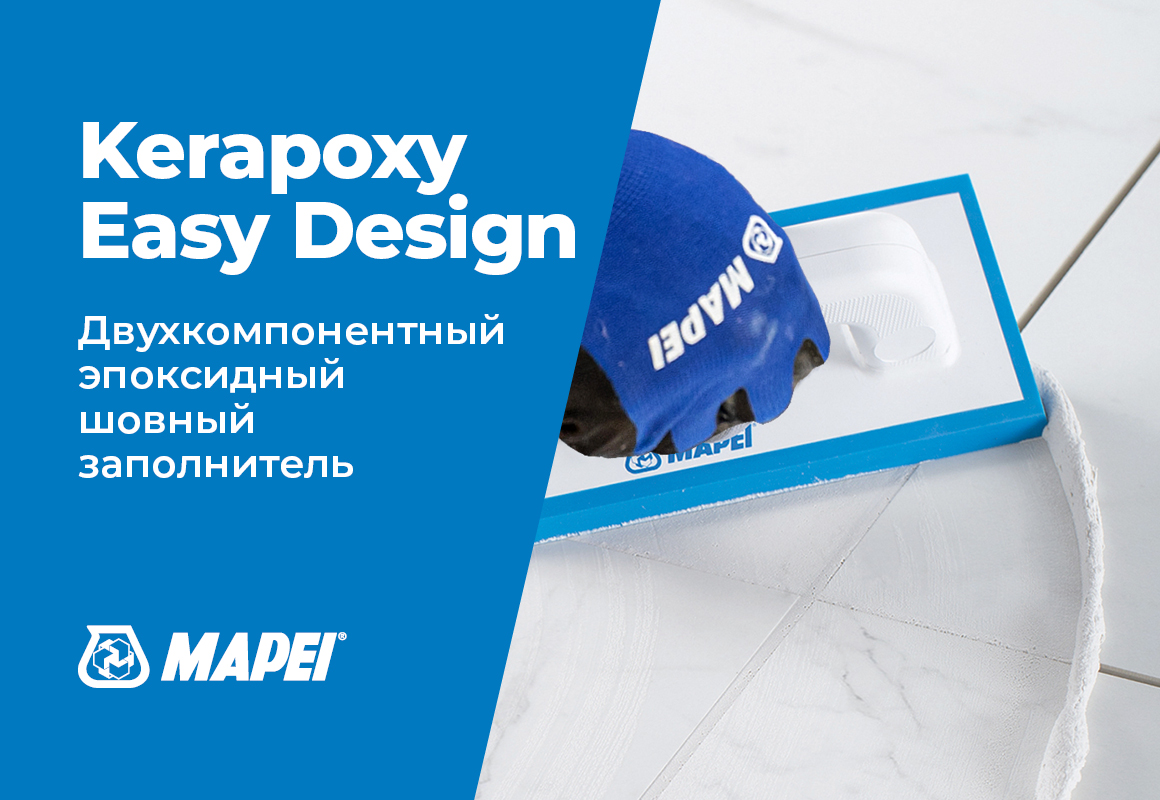 Kerapoxy
Easy Design
Двухкомпонентный
эпоксидный
шовный
заполнитель
MAPEI®
MAPEI
MAPEI